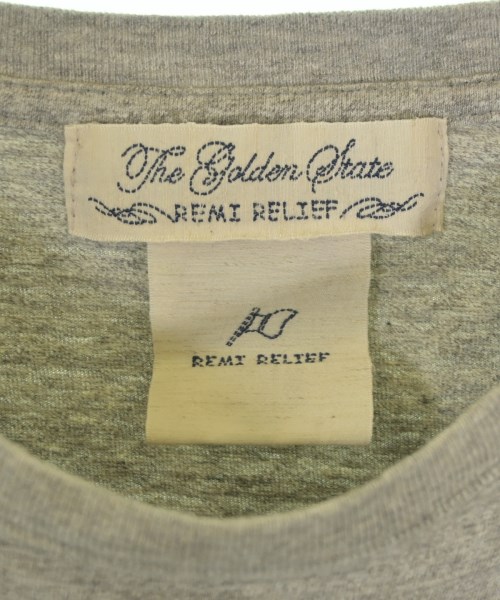 The Golden State
REMI RELIEF
REMI RELIEF